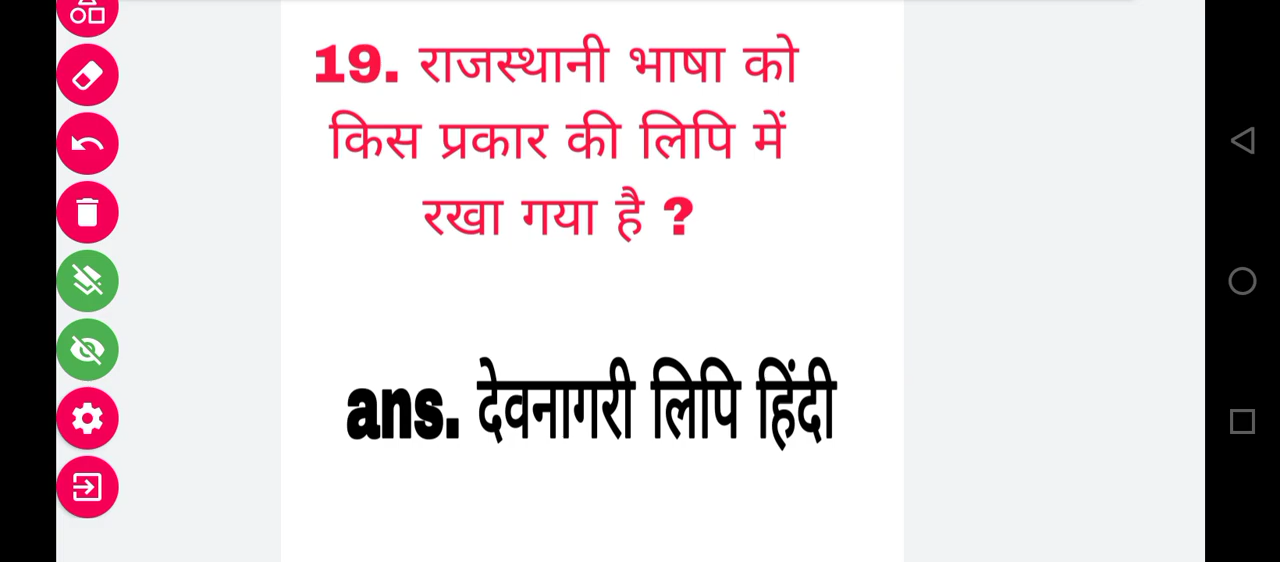 19. राजस्थानी भाषा को
किस प्रकार की लिपि में
रखा गया है ?
ans. देवनागरी लिपि हिंदी